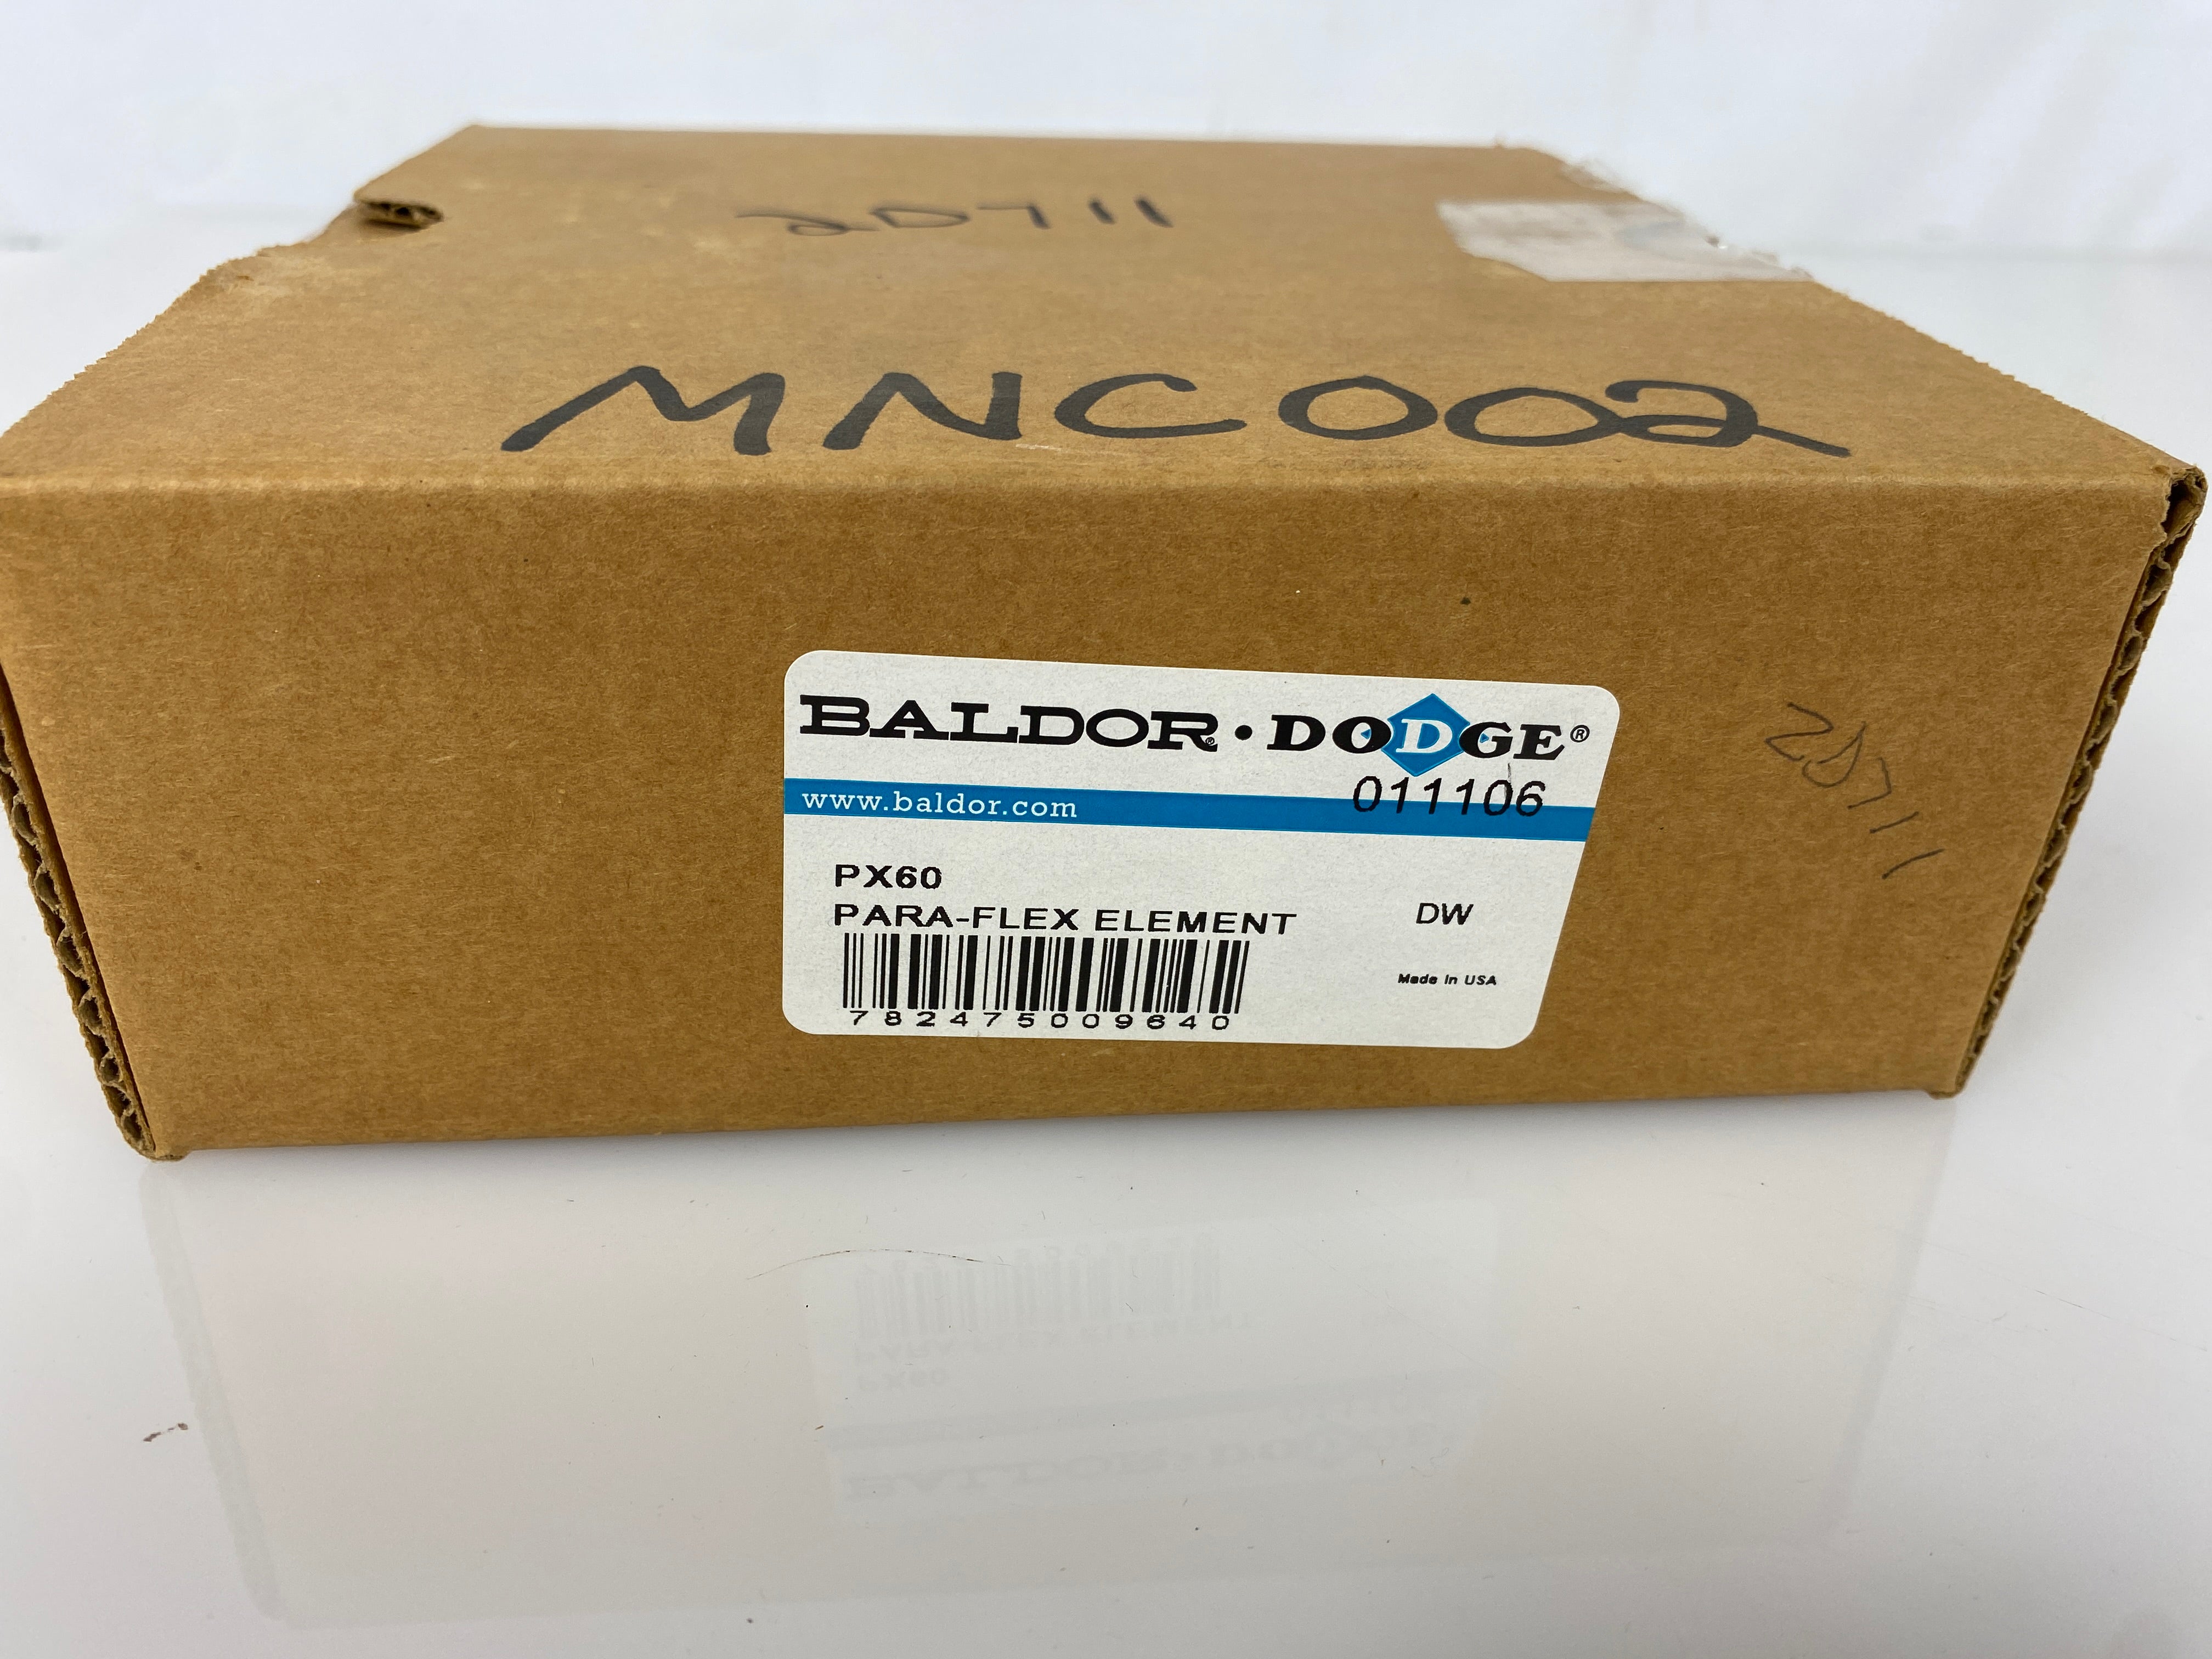 2D711
MNC002
BALDOR® • DODGE®
www.baldor.com 011106
PX60
PARA-FLEX ELEMENT DW
Made in USA
782475009640
2D711